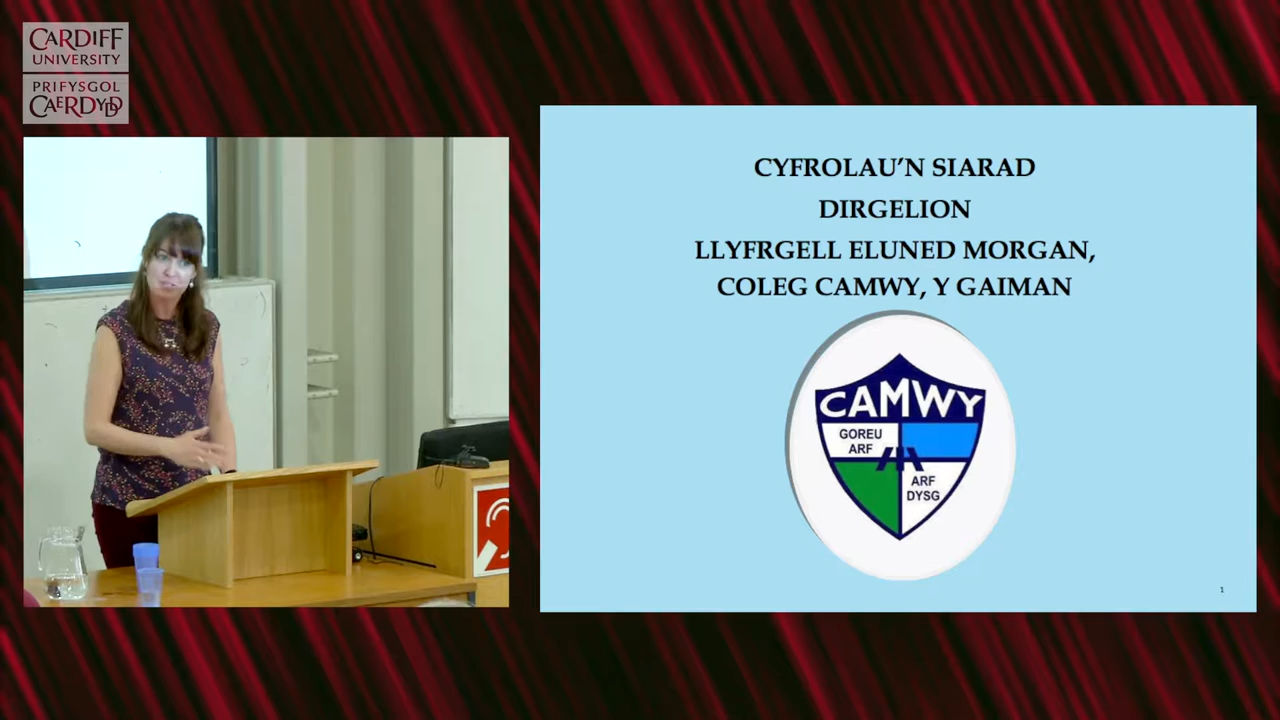 CARDIFF
UNIVERSITY
PRIFYSGOL
CAERDYDD
CYFROLAU’N SIARAD
DIRGELION
LLYFRGELL ELUNED MORGAN,
COLEG CAMWY, Y GAIMAN
CAMWY
GOREU
ARF
ARF
DYSG
1